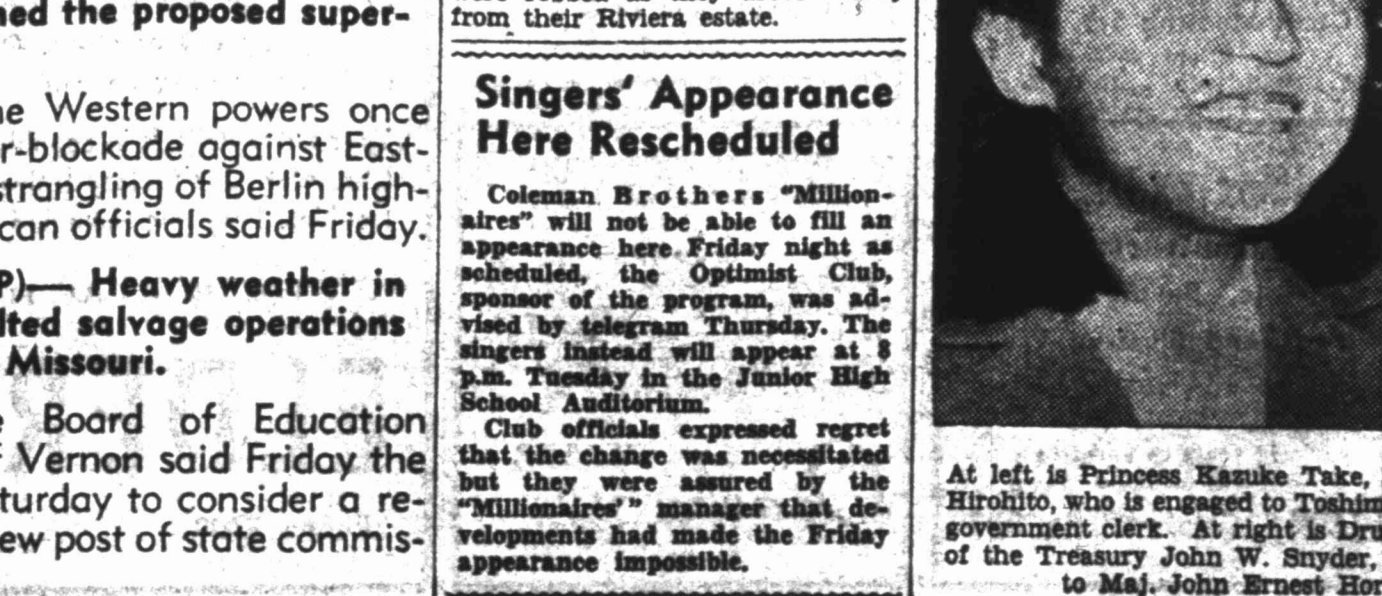 ned the proposed super-
he Western powers once
r-blockade against East-
strangling of Berlin high-
can officials said Friday.
P)— Heavy weather in
lted salvage operations
Missouri.
Board of Education
Vernon said Friday the
turday to consider a re-
ew post of state commis-
from their Riviera estate.
Singers' Appearance
Here Rescheduled
Coleman Brothers "Million-
aires" will not be able to fill an
appearance here Friday night as
scheduled, the Optimist Club,
sponsor of the program, was ad-
vised by telegram Thursday. The
singers instead will appear at 8
p.m. Tuesday in the Junior High
School Auditorium.
Club officials expressed regret
that the change was necessitated
but they were assured by the
"Millionaires'" manager that de-
velopments had made the Friday
appearance impossible.
At left is Princess Kazuke Take,
Hirohito, who is engaged to Toshim
government clerk. At right is Dru
of the Treasury John W. Snyder,
to Maj. John Ernest Hor